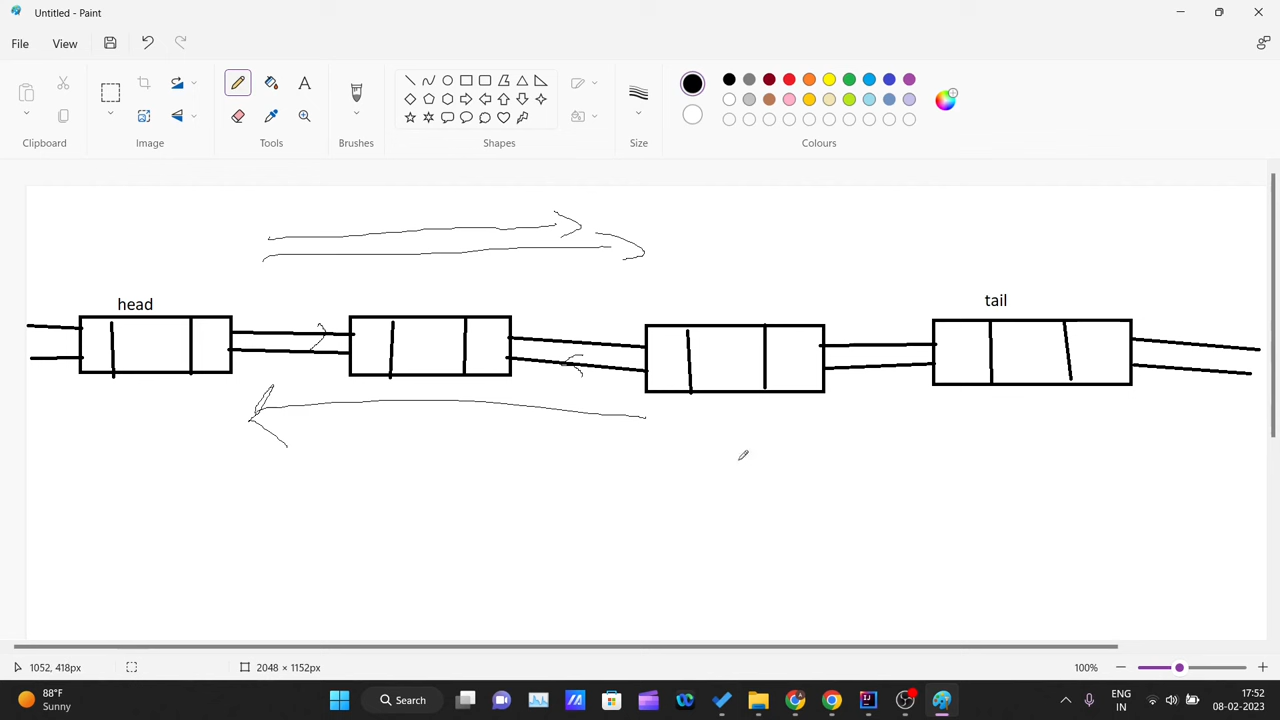 Untitled - Paint
File View
Clipboard
Image
Tools
Brushes
Shapes
Size
Colours
head
tail
1052, 418px
2048 × 1152px
100%
88°F
Sunny
Search
ENG
IN
17:52
08-02-2023